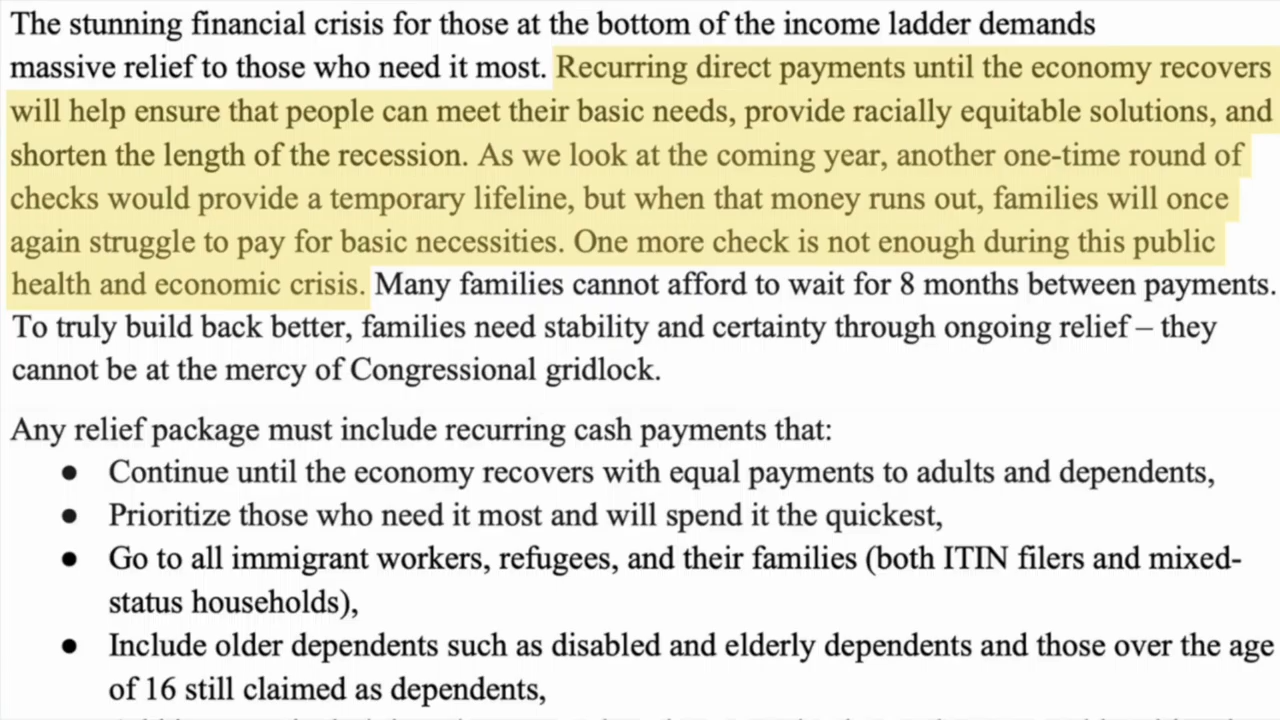 The stunning financial crisis for those at the bottom of the income ladder demands
massive relief to those who need it most. Recurring direct payments until the economy recovers
will help ensure that people can meet their basic needs, provide racially equitable solutions, and
shorten the length of the recession. As we look at the coming year, another one-time round of
checks would provide a temporary lifeline, but when that money runs out, families will once
again struggle to pay for basic necessities. One more check is not enough during this public
health and economic crisis. Many families cannot afford to wait for 8 months between payments.
To truly build back better, families need stability and certainty through ongoing relief – they
cannot be at the mercy of Congressional gridlock.
Any relief package must include recurring cash payments that:
● Continue until the economy recovers with equal payments to adults and dependents,
● Prioritize those who need it most and will spend it the quickest,
● Go to all immigrant workers, refugees, and their families (both ITIN filers and mixed-
status households),
● Include older dependents such as disabled and elderly dependents and those over the age
of 16 still claimed as dependents,